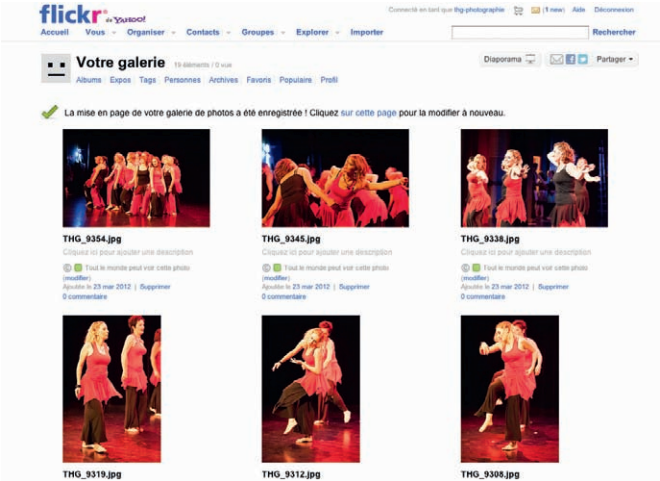 flickr de YAHOO!
Connecté en tant que thg-photographie (1 new) Aide Déconnexion
Accueil Vous Organiser Contacts Groupes Explorer Importer Rechercher
Votre galerie 19 éléments / 0 vue
Diaporama Partager
Albums Expos Tags Personnes Archives Favoris Populaire Profil
La mise en page de votre galerie de photos a été enregistrée ! Cliquez sur cette page pour la modifier à nouveau.
THG_9354.jpg
Cliquez ici pour ajouter une description
Tout le monde peut voir cette photo
(modifier)
Ajoutée le 23 mar 2012 | Supprimer
0 commentaire
THG_9345.jpg
Cliquez ici pour ajouter une description
Tout le monde peut voir cette photo
(modifier)
Ajoutée le 23 mar 2012 | Supprimer
0 commentaire
THG_9338.jpg
Cliquez ici pour ajouter une description
Tout le monde peut voir cette photo
(modifier)
Ajoutée le 23 mar 2012 | Supprimer
0 commentaire
THG_9319.jpg
THG_9312.jpg
THG_9308.jpg